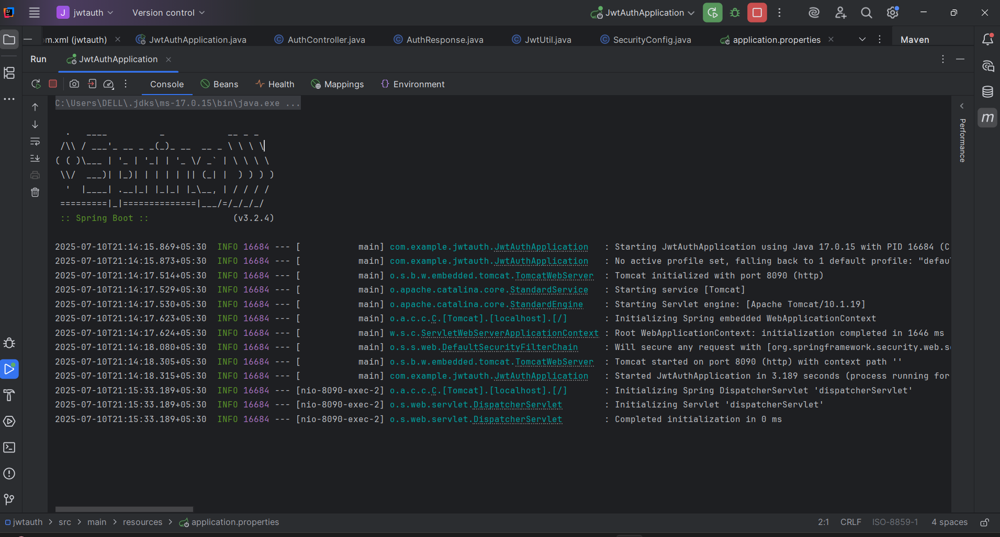 J jwtauth Version control JwtAuthApplication
m.xml (jwtauth) JwtAuthApplication.java AuthController.java AuthResponse.java JwtUtil.java SecurityConfig.java application.properties Maven
Run JwtAuthApplication
Console Beans Health Mappings Environment
C:\Users\DELL\.jdks\ms-17.0.15\bin\java.exe ...
  .   ____          _            __ _ _
 /\\ / ___'_ __ _ _(_)_ __  __ _ \ \ \ \
( ( )\___ | '_ | '_| | '_ \/ _` | \ \ \ \
 \\/  ___)| |_)| | | | | || (_| |  ) ) ) )
  '  |____| .__|_| |_|_| |_\__, | / / / /
 =========|_|==============|___/=/_/_/_/
 :: Spring Boot ::                (v3.2.4)
2025-07-10T21:14:15.869+05:30  INFO 16684 --- [           main] com.example.jwtauth.JwtAuthApplication   : Starting JwtAuthApplication using Java 17.0.15 with PID 16684 (C
2025-07-10T21:14:15.873+05:30  INFO 16684 --- [           main] com.example.jwtauth.JwtAuthApplication   : No active profile set, falling back to 1 default profile: "defau
2025-07-10T21:14:17.514+05:30  INFO 16684 --- [           main] o.s.b.w.embedded.tomcat.TomcatWebServer  : Tomcat initialized with port 8090 (http)
2025-07-10T21:14:17.529+05:30  INFO 16684 --- [           main] o.apache.catalina.core.StandardService   : Starting service [Tomcat]
2025-07-10T21:14:17.530+05:30  INFO 16684 --- [           main] o.apache.catalina.core.StandardEngine    : Starting Servlet engine: [Apache Tomcat/10.1.19]
2025-07-10T21:14:17.623+05:30  INFO 16684 --- [           main] o.a.c.c.C.[Tomcat].[localhost].[/]       : Initializing Spring embedded WebApplicationContext
2025-07-10T21:14:17.624+05:30  INFO 16684 --- [           main] w.s.c.ServletWebServerApplicationContext : Root WebApplicationContext: initialization completed in 1646 ms
2025-07-10T21:14:18.080+05:30  INFO 16684 --- [           main] o.s.s.web.DefaultSecurityFilterChain     : Will secure any request with [org.springframework.security.web.s
2025-07-10T21:14:18.305+05:30  INFO 16684 --- [           main] o.s.b.w.embedded.tomcat.TomcatWebServer  : Tomcat started on port 8090 (http) with context path ''
2025-07-10T21:14:18.315+05:30  INFO 16684 --- [           main] com.example.jwtauth.JwtAuthApplication   : Started JwtAuthApplication in 3.189 seconds (process running for
2025-07-10T21:15:33.189+05:30  INFO 16684 --- [nio-8090-exec-2] o.a.c.c.C.[Tomcat].[localhost].[/]       : Initializing Spring DispatcherServlet 'dispatcherServlet'
2025-07-10T21:15:33.189+05:30  INFO 16684 --- [nio-8090-exec-2] o.s.web.servlet.DispatcherServlet        : Initializing Servlet 'dispatcherServlet'
2025-07-10T21:15:33.189+05:30  INFO 16684 --- [nio-8090-exec-2] o.s.web.servlet.DispatcherServlet        : Completed initialization in 0 ms
Performance
jwtauth > src > main > resources > application.properties 2:1 CRLF ISO-8859-1 4 spaces